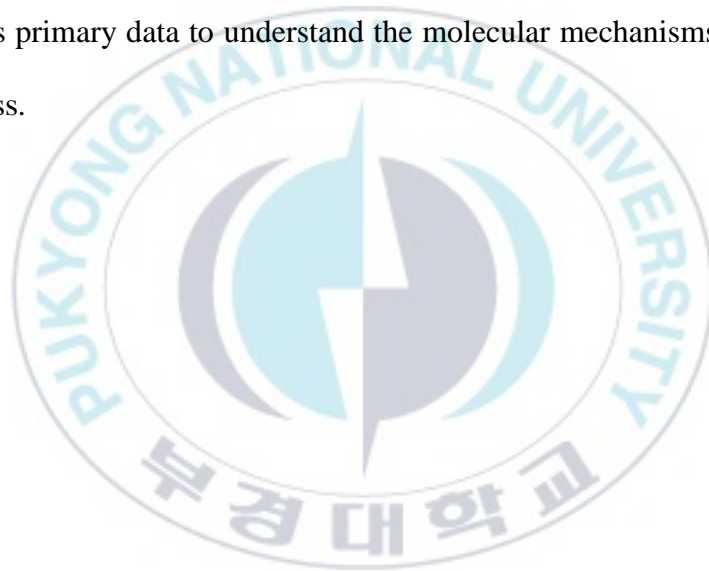 s primary data to understand the molecular mechanisms
ss.
PUKYONG NATIONAL UNIVERSITY
부경대학교